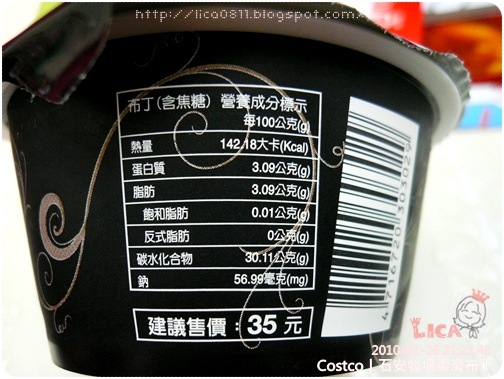 http://lica0811.blogspot.com/
布丁(含焦糖) 營養成分標示
每100公克(g)
熱量 142.18大卡(Kcal)
蛋白質 3.09公克(g)
脂肪 3.09公克(g)
飽和脂肪 0.01公克(g)
反式脂肪 0公克(g)
碳水化合物 30.11公克(g)
鈉 56.99毫克(mg)
建議售價:35元
4716720303029
LICA
Costco | 石安牧場